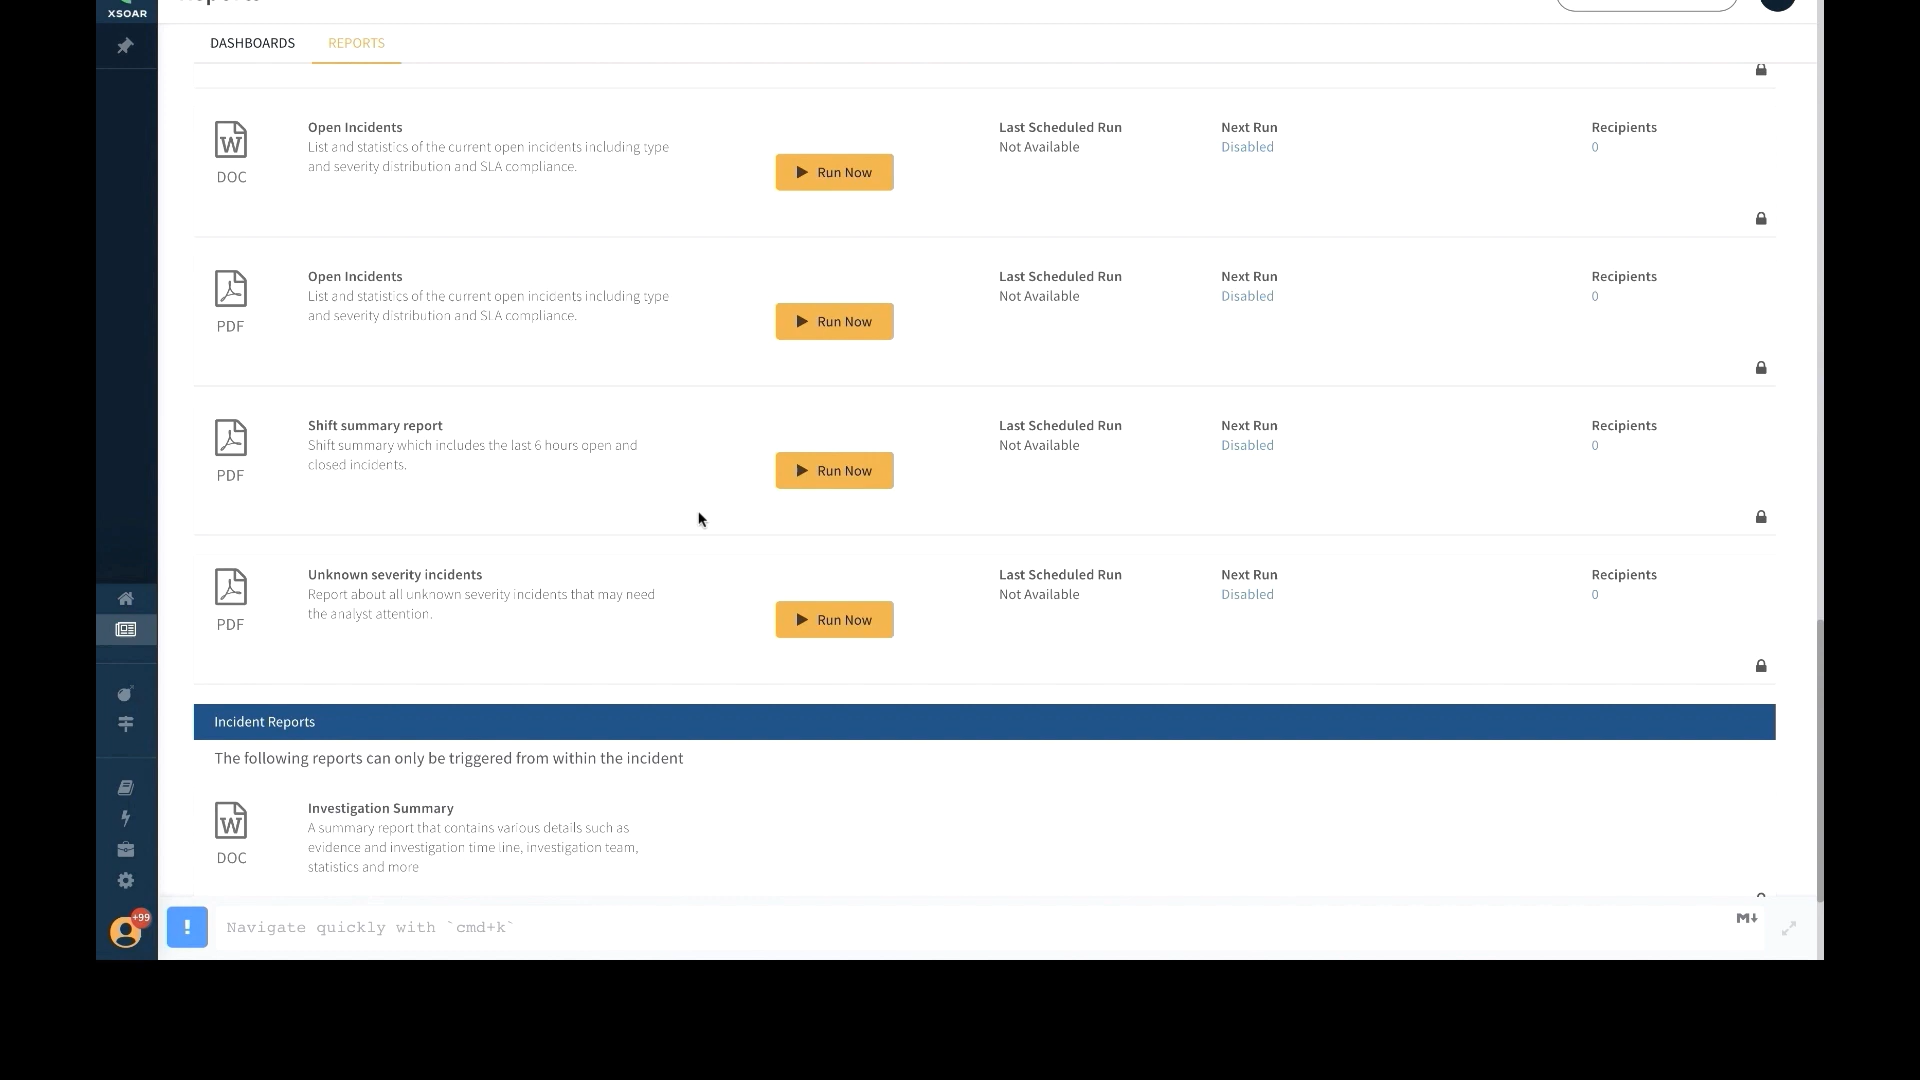 XSOAR
DASHBOARDS REPORTS
Open Incidents
List and statistics of the current open incidents including type
and severity distribution and SLA compliance.
DOC
Run Now
Last Scheduled Run
Not Available
Next Run
Disabled
Recipients
0
Open Incidents
List and statistics of the current open incidents including type
and severity distribution and SLA compliance.
PDF
Run Now
Last Scheduled Run
Not Available
Next Run
Disabled
Recipients
0
Shift summary report
Shift summary which includes the last 6 hours open and
closed incidents.
PDF
Run Now
Last Scheduled Run
Not Available
Next Run
Disabled
Recipients
0
Unknown severity incidents
Report about all unknown severity incidents that may need
the analyst attention.
PDF
Run Now
Last Scheduled Run
Not Available
Next Run
Disabled
Recipients
0
Incident Reports
The following reports can only be triggered from within the incident
Investigation Summary
A summary report that contains various details such as
evidence and investigation time line, investigation team,
statistics and more
DOC
+99
! Navigate quickly with `cmd+k`
M↓